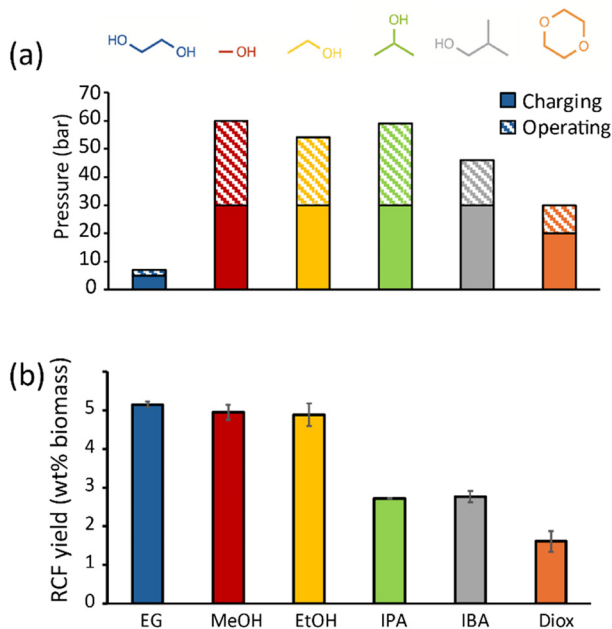 HO
OH
OH
OH
OH
HO
O
O
(a)
Charging
Operating
Pressure (bar)
70
60
50
40
30
20
10
0
(b)
RCF yield (wt% biomass)
5
4
3
2
1
0
EG MeOH EtOH IPA IBA Diox